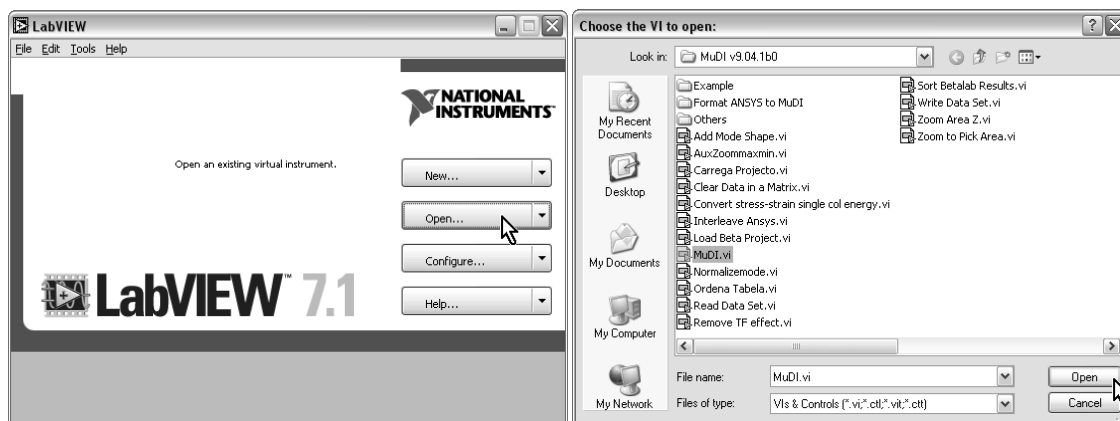 LabVIEW
File Edit Tools Help
NATIONAL
INSTRUMENTS™
Open an existing virtual instrument.
New...
Open...
Configure...
Help...
LabVIEW™ 7.1
Choose the VI to open:
Look in:
MuDI v9.04.1b0
My Recent
Documents
Desktop
My Documents
My Computer
My Network
Example
Format ANSYS to MuDI
Others
Add Mode Shape.vi
AuxZoommaxmin.vi
Carrega Projecto.vi
Clear Data in a Matrix.vi
Convert stress-strain single col energy.vi
Interleave Ansys.vi
Load Beta Project.vi
MuDI.vi
Normalizemode.vi
Ordena Tabela.vi
Read Data Set.vi
Remove TF effect.vi
Sort Betalab Results.vi
Write Data Set.vi
Zoom Area Z.vi
Zoom to Pick Area.vi
File name:
MuDI.vi
Open
Files of type:
VIs & Controls (*.vi;*.ctl;*.vit;*.ctt)
Cancel